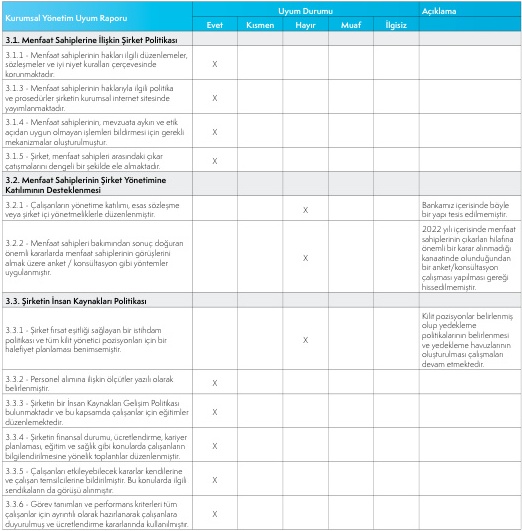 Kurumsal Yönetim Uyum Raporu
Uyum Durumu
Açıklama
Evet Kısmen Hayır Muaf İlgisiz
3.1. Menfaat Sahiplerine İlişkin Şirket Politikası
3.1.1 - Menfaat sahiplerinin hakları ilgili düzenlemeler,
sözleşmeler ve iyi niyet kuralları çerçevesinde
korunmaktadır.
X
3.1.3 - Menfaat sahiplerinin haklarıyla ilgili politika
ve prosedürler şirketin kurumsal internet sitesinde
yayımlanmaktadır.
X
3.1.4 - Menfaat sahiplerinin, mevzuata aykırı ve etik
açıdan uygun olmayan işlemleri bildirmesi için gerekli
mekanizmalar oluşturulmuştur.
X
3.1.5 - Şirket, menfaat sahipleri arasındaki çıkar
çatışmalarını dengeli bir şekilde ele almaktadır.
X
3.2. Menfaat Sahiplerinin Şirket Yönetimine
Katılımının Desteklenmesi
3.2.1 - Çalışanların yönetime katılımı, esas sözleşme
veya şirket içi yönetmeliklerle düzenlenmiştir.
X
Bankamız içerisinde böyle
bir yapı tesis edilmemiştir.
3.2.2 - Menfaat sahipleri bakımından sonuç doğuran
önemli kararlarda menfaat sahiplerinin görüşlerini
almak üzere anket / konsültasyon gibi yöntemler
uygulanmıştır.
X
2022 yılı içerisinde menfaat
sahiplerinin çıkarları hilafına
önemli bir karar alınmadığı
kanaatinde olunduğundan
bir anket/konsültasyon
çalışması yapılması gereği
hissedilmemiştir.
3.3. Şirketin İnsan Kaynakları Politikası
3.3.1 - Şirket fırsat eşitliği sağlayan bir istihdam
politikası ve tüm kilit yönetici pozisyonları için bir
halefiyet planlaması benimsemiştir.
X
Kilit pozisyonlar belirlenmiş
olup yedekleme
politikalarının belirlenmesi
ve yedekleme havuzlarının
oluşturulması çalışmaları
devam etmektedir.
3.3.2 - Personel alımına ilişkin ölçütler yazılı olarak
belirlenmiştir.
X
3.3.3 - Şirketin bir İnsan Kaynakları Gelişim Politikası
bulunmaktadır ve bu kapsamda çalışanlar için eğitimler
düzenlemektedir.
X
3.3.4 - Şirketin finansal durumu, ücretlendirme, kariyer
planlaması, eğitim ve sağlık gibi konularda çalışanların
bilgilendirilmesine yönelik toplantılar düzenlenmiştir.
X
3.3.5 - Çalışanları etkileyebilecek kararlar kendilerine
ve çalışan temsilcilerine bildirilmiştir. Bu konularda ilgili
sendikaların da görüşü alınmıştır.
X
3.3.6 - Görev tanımları ve performans kriterleri tüm
çalışanlar için ayrıntılı olarak hazırlanarak çalışanlara
duyurulmuş ve ücretlendirme kararlarında kullanılmıştır.
X